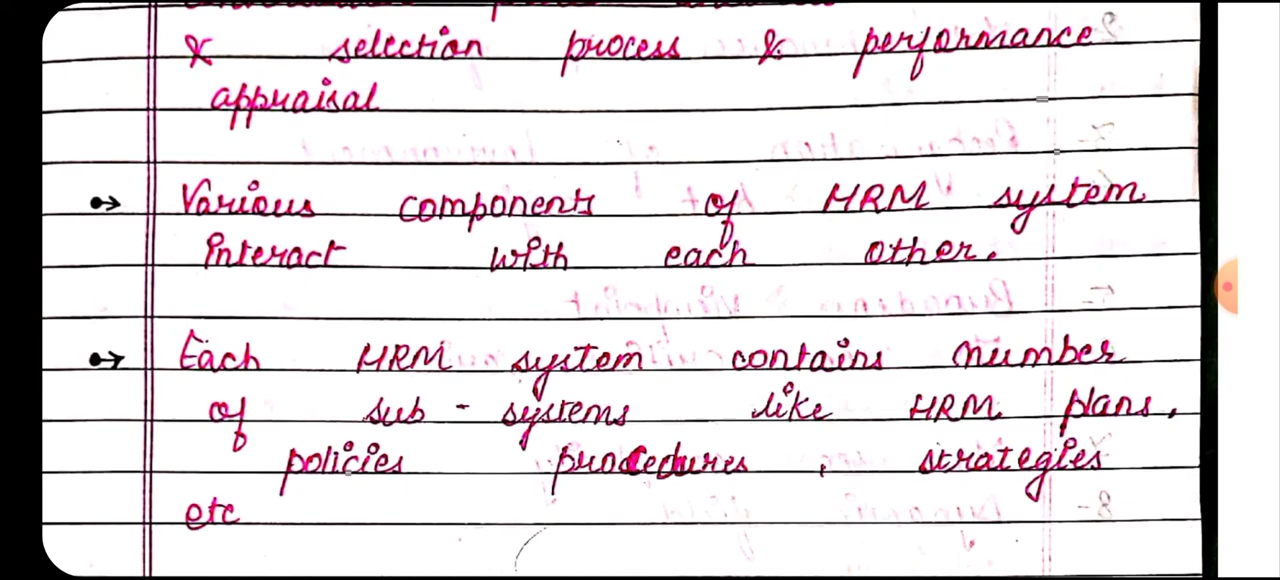 & selection process & performance
appraisal
↦ Various components of HRM system
interact with each other.
↦ Each HRM system contains number
of sub - systems like HRM plans,
policies procedures , strategies
etc